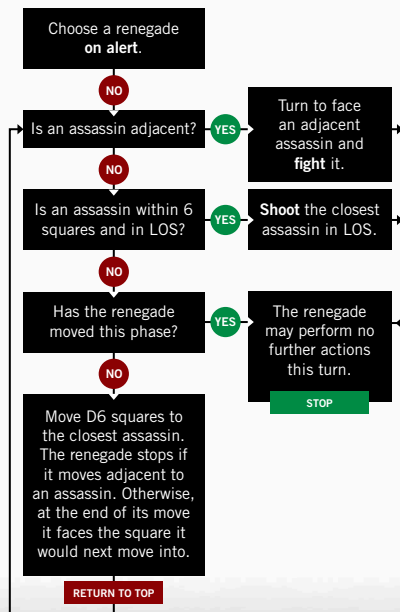 Choose a renegade
on alert.
NO
Is an assassin adjacent?
YES
Turn to face
an adjacent
assassin and
fight it.
NO
Is an assassin within 6
squares and in LOS?
YES
Shoot the closest
assassin in LOS.
NO
Has the renegade
moved this phase?
YES
The renegade
may perform no
further actions
this turn.
STOP
NO
Move D6 squares to
the closest assassin.
The renegade stops if
it moves adjacent to
an assassin. Otherwise,
at the end of its move
it faces the square it
would next move into.
RETURN TO TOP